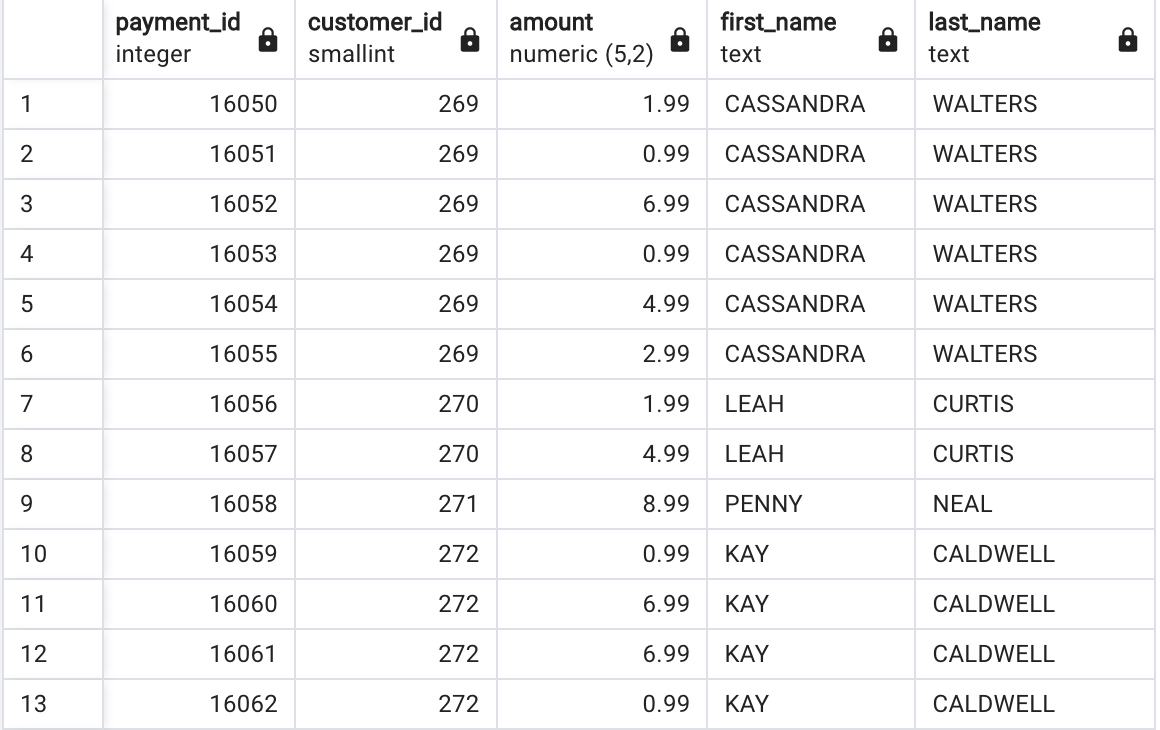 payment_id customer_id amount first_name last_name
integer smallint numeric (5,2) text text
1 16050 269 1.99 CASSANDRA WALTERS
2 16051 269 0.99 CASSANDRA WALTERS
3 16052 269 6.99 CASSANDRA WALTERS
4 16053 269 0.99 CASSANDRA WALTERS
5 16054 269 4.99 CASSANDRA WALTERS
6 16055 269 2.99 CASSANDRA WALTERS
7 16056 270 1.99 LEAH CURTIS
8 16057 270 4.99 LEAH CURTIS
9 16058 271 8.99 PENNY NEAL
10 16059 272 0.99 KAY CALDWELL
11 16060 272 6.99 KAY CALDWELL
12 16061 272 6.99 KAY CALDWELL
13 16062 272 0.99 KAY CALDWELL